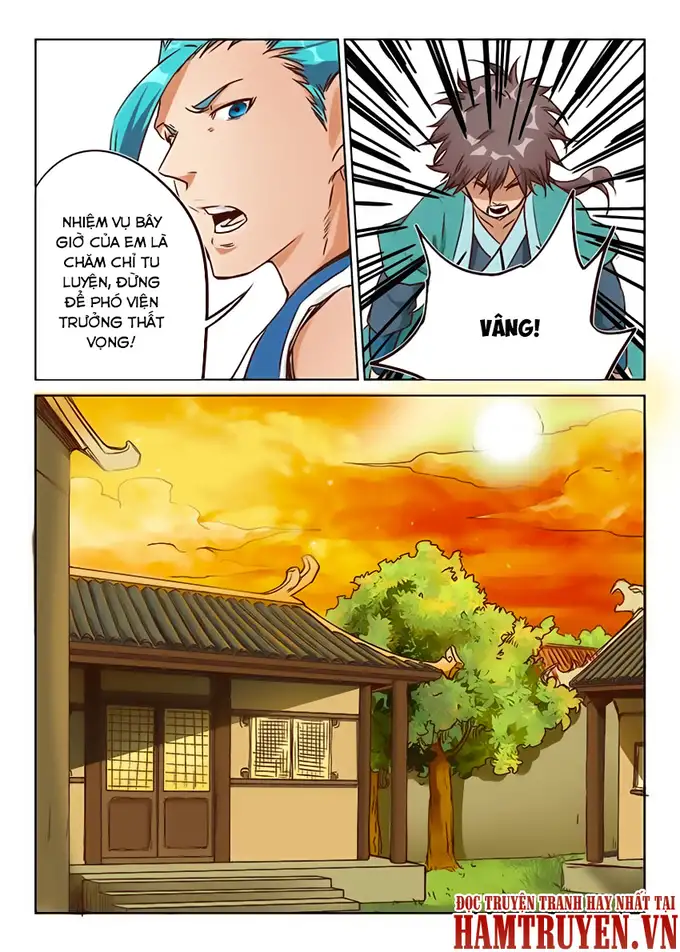 NHIỆM VỤ BÂY
GIỜ CỦA EM LÀ
CHĂM CHỈ TU
LUYỆN, ĐỪNG
ĐỂ PHÓ VIỆN
TRƯỞNG THẤT
VỌNG!
VÂNG!
ĐỌC TRUYỆN TRANH HAY NHẤT TẠI
HAMTRUYEN.VN